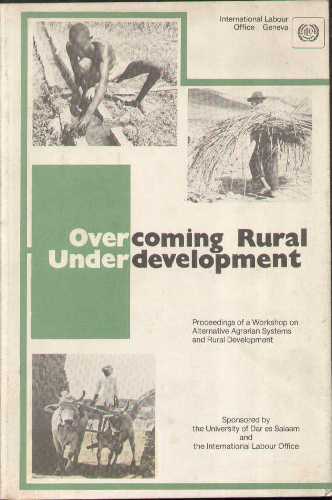 International Labour
Office Geneva
Overcoming Rural
Underdevelopment
Proceedings of a Workshop on
Alternative Agrarian Systems
and Rural Development
Sponsored by
the University of Dar es Salaam
and
the International Labour Office